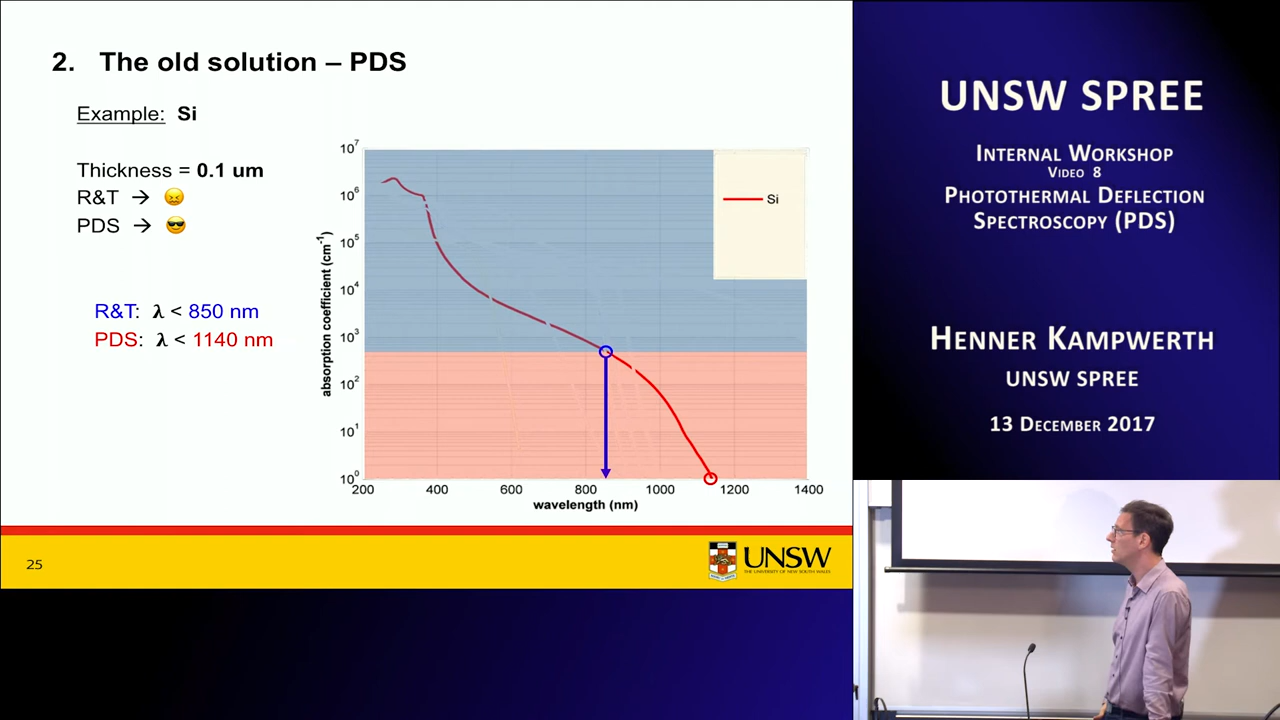 2. The old solution – PDS
Example: Si
Thickness = 0.1 um
R&T → 😖
PDS → 😎
R&T: λ < 850 nm
PDS: λ < 1140 nm
absorption coefficient (cm⁻¹)
10⁷
10⁶
10⁵
10⁴
10³
10²
10¹
10⁰
Si
200 400 600 800 1000 1200 1400
wavelength (nm)
25
UNSW
THE UNIVERSITY OF NEW SOUTH WALES
UNSW SPREE
INTERNAL WORKSHOP
VIDEO 8
PHOTOTHERMAL DEFLECTION
SPECTROSCOPY (PDS)
HENNER KAMPWERTH
UNSW SPREE
13 DECEMBER 2017